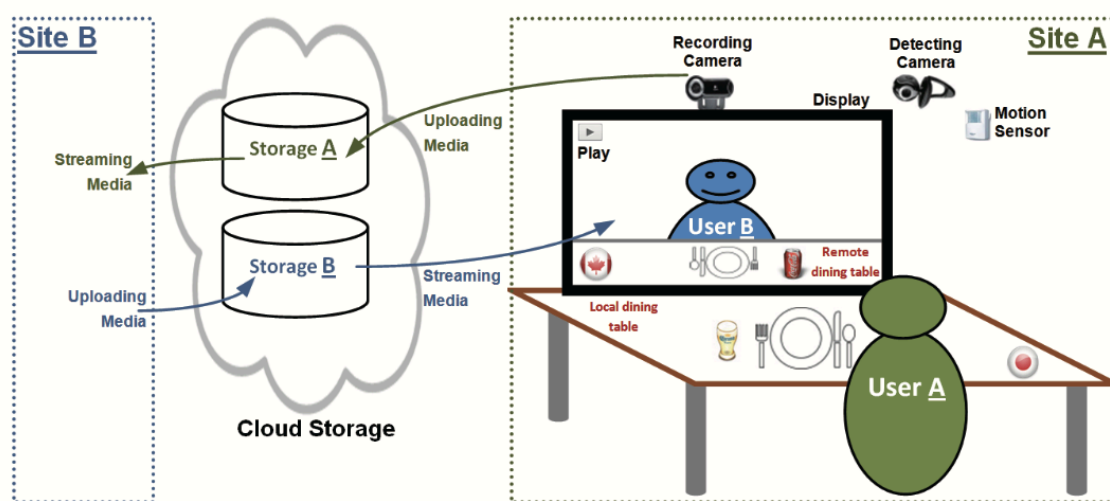 Site B
Site A
Recording
Camera
Detecting
Camera
Display
Motion
Sensor
Uploading
Media
Storage A
Streaming
Media
Play
User B
Storage B
Streaming
Media
Remote
dining table
Uploading
Media
Local dining
table
User A
Cloud Storage